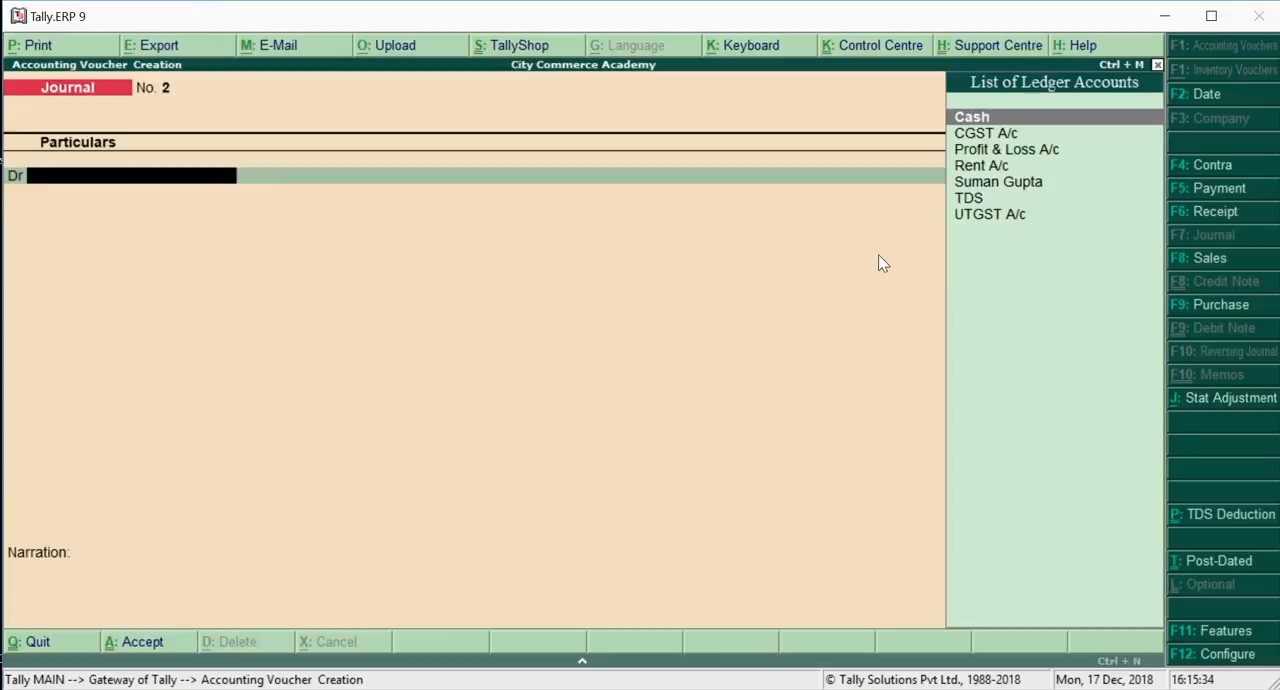 Tally.ERP 9
P: Print E: Export M: E-Mail O: Upload S: TallyShop G: Language K: Keyboard K: Control Centre H: Support Centre H: Help
Accounting Voucher Creation City Commerce Academy Ctrl + M
Journal No. 2
Particulars
Dr
List of Ledger Accounts
Cash
CGST A/c
Profit & Loss A/c
Rent A/c
Suman Gupta
TDS
UTGST A/c
Narration:
F1: Accounting Vouchers
F1: Inventory Vouchers
F2: Date
F3: Company
F4: Contra
F5: Payment
F6: Receipt
F7: Journal
F8: Sales
F8: Credit Note
F9: Purchase
F9: Debit Note
F10: Reversing Journal
F10: Memos
J: Stat Adjustment
P: TDS Deduction
T: Post-Dated
L: Optional
F11: Features
F12: Configure
Q: Quit A: Accept D: Delete X: Cancel
Ctrl + N
Tally MAIN --> Gateway of Tally --> Accounting Voucher Creation © Tally Solutions Pvt Ltd., 1988-2018 Mon, 17 Dec, 2018 16:15:34